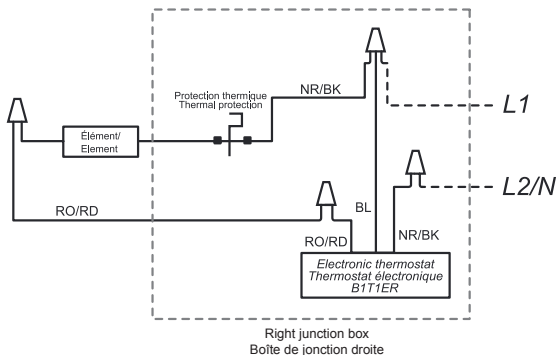 Protection thermique
Thermal protection
NR/BK
L1
Élément/
Element
L2/N
RO/RD
BL
RO/RD
NR/BK
Electronic thermostat
Thermostat électronique
B1T1ER
Right junction box
Boîte de jonction droite